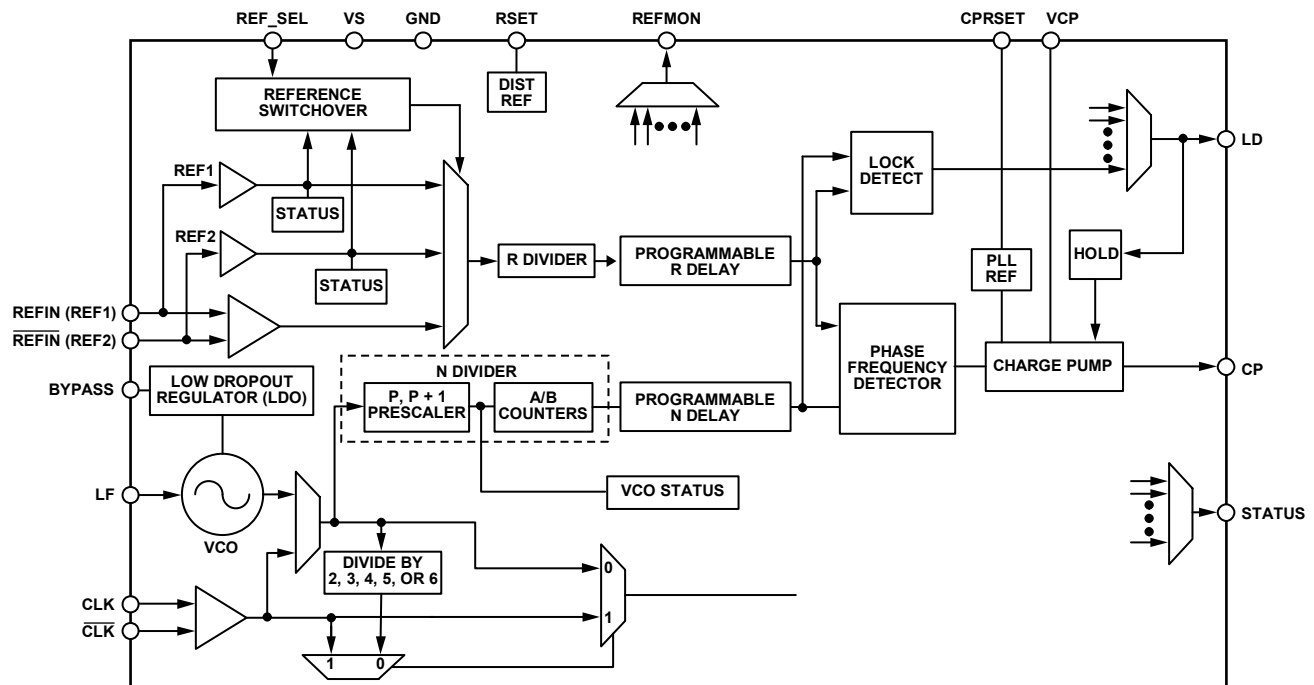 REF_SEL VS GND RSET REFMON CPRSET VCP
REFERENCE
SWITCHOVER
DIST
REF
LD
LOCK
DETECT
REF1
STATUS
REF2
STATUS
R DIVIDER
PROGRAMMABLE
R DELAY
PLL
REF
HOLD
REFIN (REF1)
REFIN (REF2)
BYPASS
LOW DROPOUT
REGULATOR (LDO)
N DIVIDER
P, P + 1
PRESCALER
A/B
COUNTERS
PROGRAMMABLE
N DELAY
PHASE
FREQUENCY
DETECTOR
CHARGE PUMP
CP
LF
VCO
VCO STATUS
STATUS
DIVIDE BY
2, 3, 4, 5, OR 6
0
1
CLK
CLK
1 0